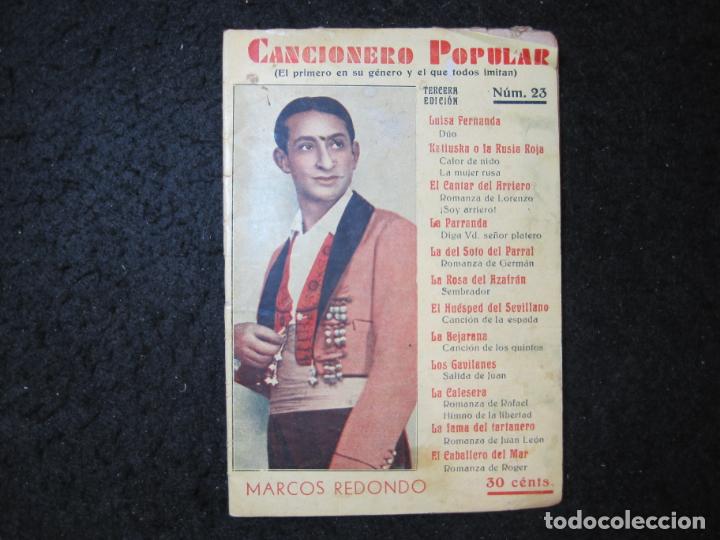 CANCIONERO POPULAR
(El primero en su género y el que todos imitan)
TERCERA
EDICIÓN
Núm. 23
Luisa Fernanda
Dúo
Katiuska o la Rusia Roja
Calor de nido
La mujer rusa
El Cantar del Arriero
Romanza de Lorenzo
¡Soy arriero!
La Parranda
Diga Vd. señor platero
La del Soto del Parral
Romanza de Germán
La Rosa del Azafrán
Sembrador
El Huésped del Sevillano
Canción de la espada
La Bejarana
Canción de los quintos
Los Gavilanes
Salida de Juan
La Calesera
Romanza de Rafael
Himno de la libertad
La fama del tartanero
Romanza de Juan León
El Caballero del Mar
Romanza de Roger
MARCOS REDONDO
30 cénts.
todocoleccion.net